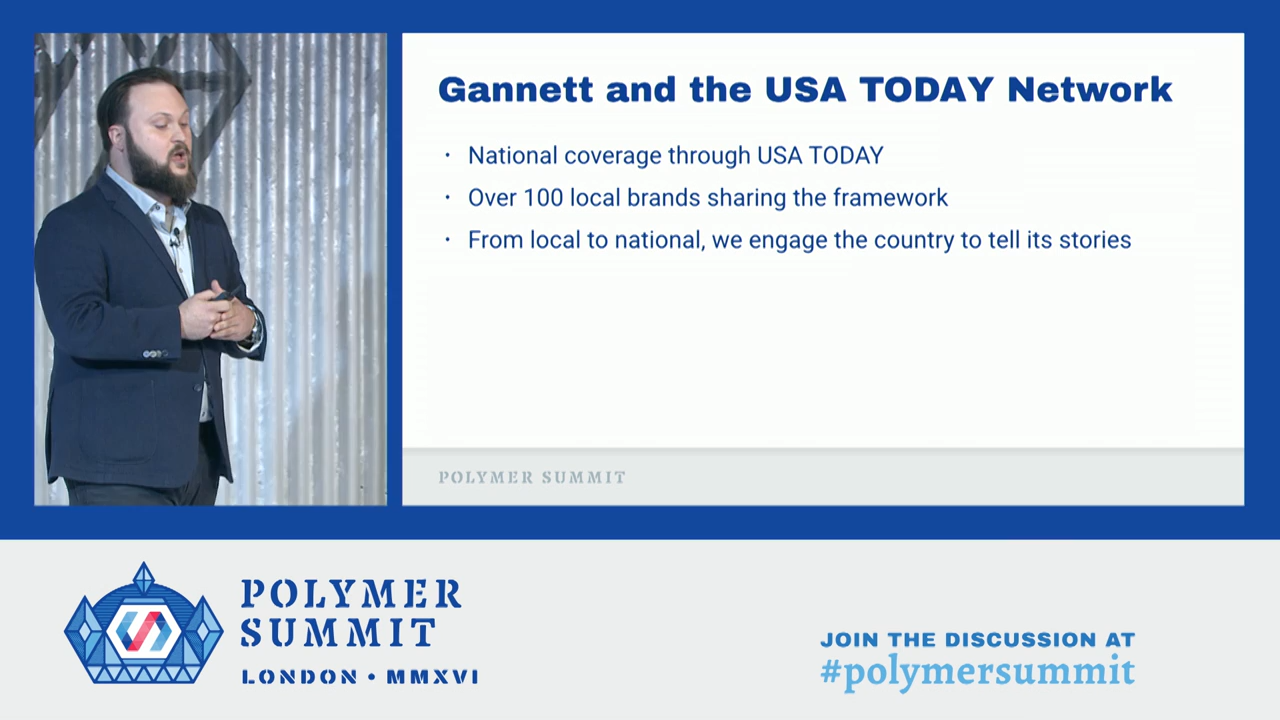 Gannett and the USA TODAY Network
· National coverage through USA TODAY
· Over 100 local brands sharing the framework
· From local to national, we engage the country to tell its stories
POLYMER SUMMIT
POLYMER
SUMMIT
LONDON • MMXVI
JOIN THE DISCUSSION AT
#polymersummit